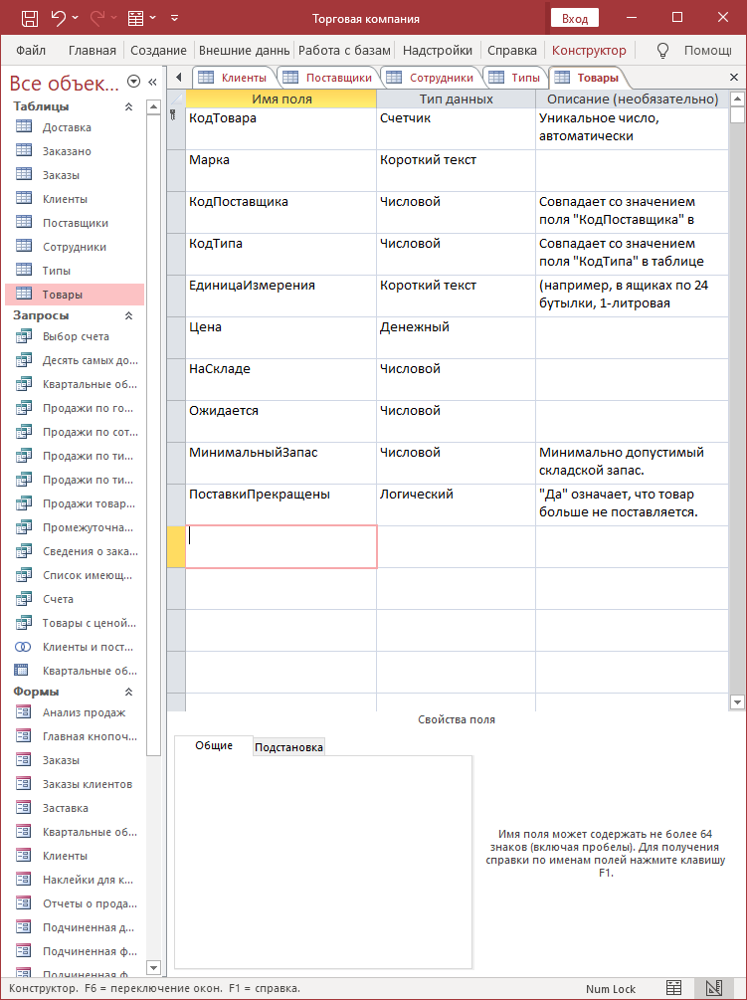 Торговая компания
Вход
Файл Главная Создание Внешние даннь Работа с базам Надстройки Справка Конструктор Помощі
Все объек... «
Таблицы
Доставка
Заказано
Заказы
Клиенты
Поставщики
Сотрудники
Типы
Товары
Запросы
Выбор счета
Десять самых до...
Квартальные об...
Продажи по го...
Продажи по сот...
Продажи по ти...
Продажи по ти...
Продажи товар...
Промежуточна...
Сведения о зака...
Список имеющ...
Счета
Товары с ценой...
Клиенты и пост...
Квартальные об...
Формы
Анализ продаж
Главная кнопоч...
Заказы
Заказы клиентов
Заставка
Квартальные об...
Клиенты
Наклейки для к...
Отчеты о прода...
Подчиненная д...
Подчиненная ф...
Подчиненная ф...
Клиенты Поставщики Сотрудники Типы Товары
Имя поля Тип данных Описание (необязательно)
КодТовара Счетчик Уникальное число,
автоматически
Марка Короткий текст
КодПоставщика Числовой Совпадает со значением
поля "КодПоставщика" в
КодТипа Числовой Совпадает со значением
поля "КодТипа" в таблице
ЕдиницаИзмерения Короткий текст (например, в ящиках по 24
бутылки, 1-литровая
Цена Денежный
НаСкладе Числовой
Ожидается Числовой
МинимальныйЗапас Числовой Минимально допустимый
складской запас.
ПоставкиПрекращены Логический "Да" означает, что товар
больше не поставляется.
Свойства поля
Общие Подстановка
Имя поля может содержать не более 64
знаков (включая пробелы). Для получения
справки по именам полей нажмите клавишу
F1.
Конструктор. F6 = переключение окон. F1 = справка. Num Lock